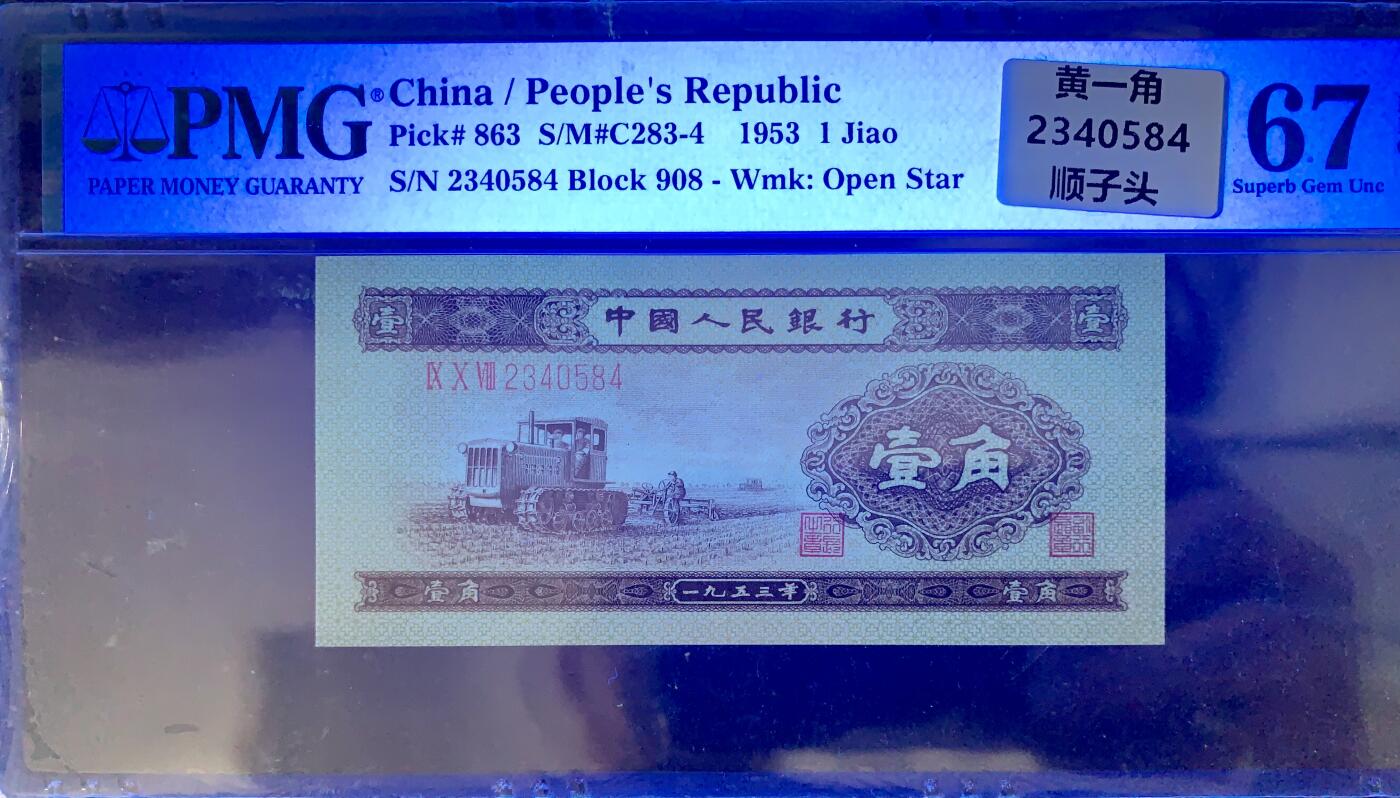 PMG®
PAPER MONEY GUARANTY
China / People's Republic
Pick# 863 S/M#C283-4 1953 1 Jiao
S/N 2340584 Block 908 - Wmk: Open Star
黄一角
2340584
顺子头
67
Superb Gem Unc
壹 中國人民銀行 壹
IX X VIII 2340584
壹角
壹角 一九五三年 壹角